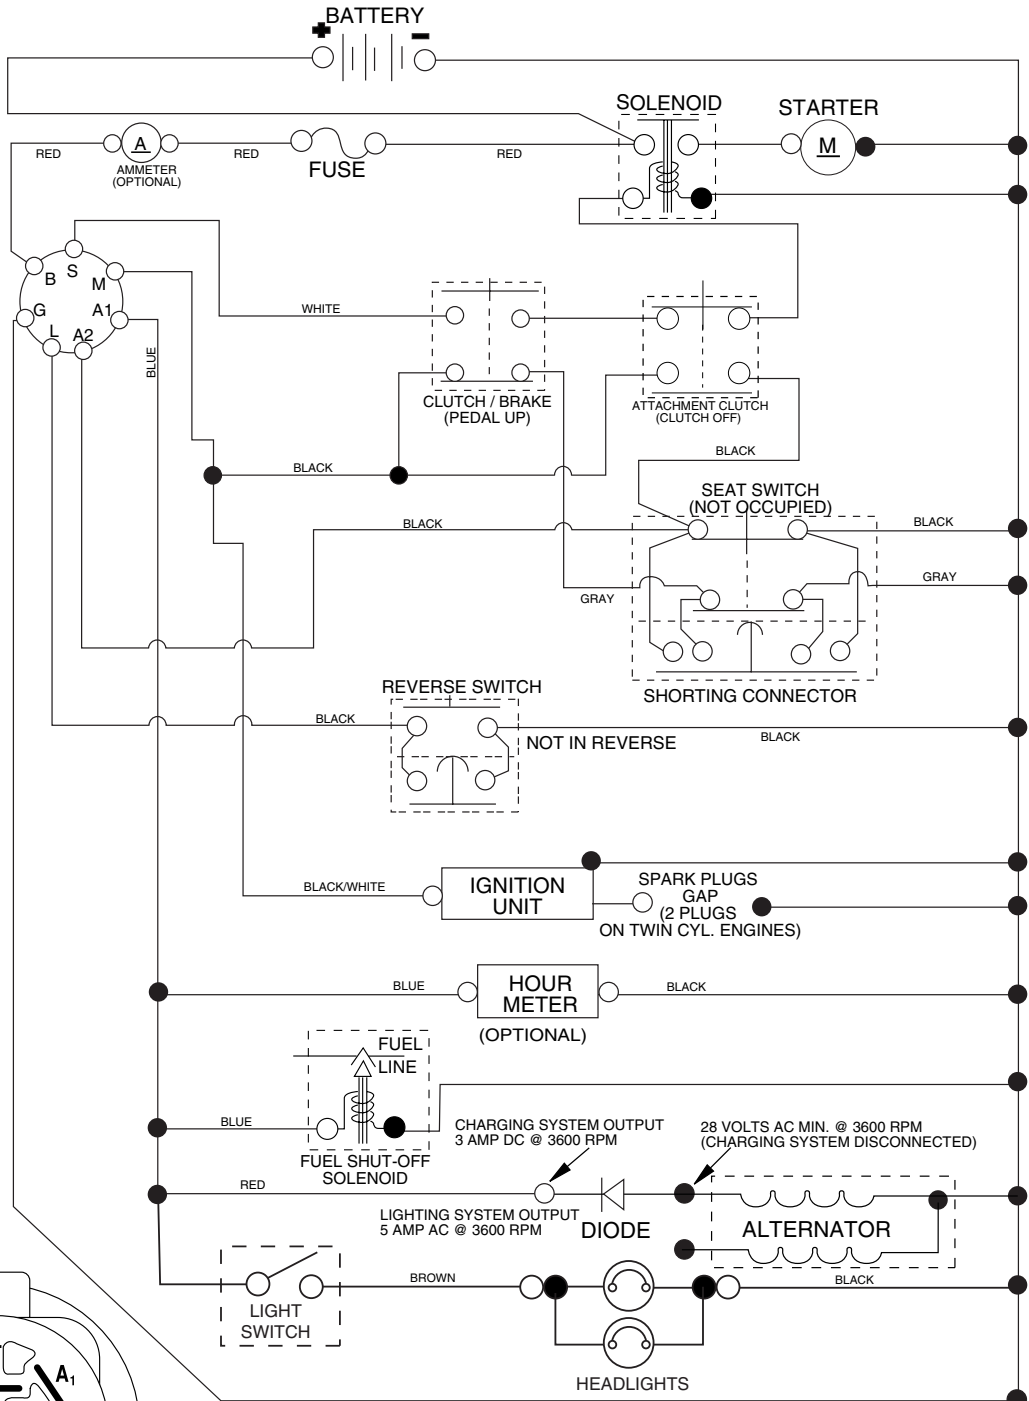 BATTERY
+ −
SOLENOID
STARTER
A
M
RED
RED
RED
AMMETER
(OPTIONAL)
FUSE
B
S
M
G
A1
L
A2
WHITE
BLUE
CLUTCH / BRAKE
(PEDAL UP)
ATTACHMENT CLUTCH
(CLUTCH OFF)
BLACK
BLACK
SEAT SWITCH
(NOT OCCUPIED)
BLACK
BLACK
GRAY
GRAY
SHORTING CONNECTOR
REVERSE SWITCH
BLACK
NOT IN REVERSE
BLACK
BLACK/WHITE
IGNITION
UNIT
SPARK PLUGS
GAP
(2 PLUGS
ON TWIN CYL. ENGINES)
BLUE
HOUR
METER
BLACK
(OPTIONAL)
FUEL
LINE
BLUE
CHARGING SYSTEM OUTPUT
3 AMP DC @ 3600 RPM
28 VOLTS AC MIN. @ 3600 RPM
(CHARGING SYSTEM DISCONNECTED)
FUEL SHUT-OFF
SOLENOID
RED
LIGHTING SYSTEM OUTPUT
5 AMP AC @ 3600 RPM
DIODE
ALTERNATOR
BROWN
BLACK
LIGHT
SWITCH
A1
HEADLIGHTS